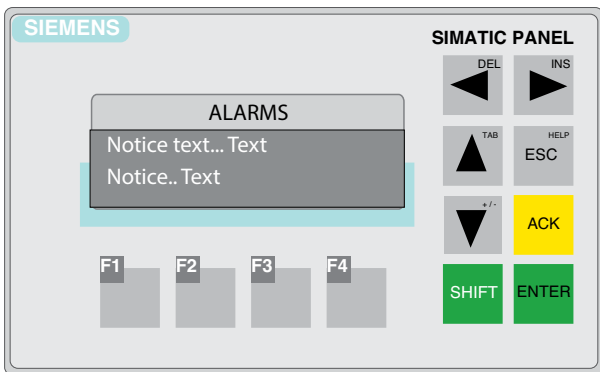 SIEMENS
SIMATIC PANEL
DEL
INS
ALARMS
Notice text... Text
Notice.. Text
TAB
HELP
ESC
+ / -
ACK
F1
F2
F3
F4
SHIFT
ENTER